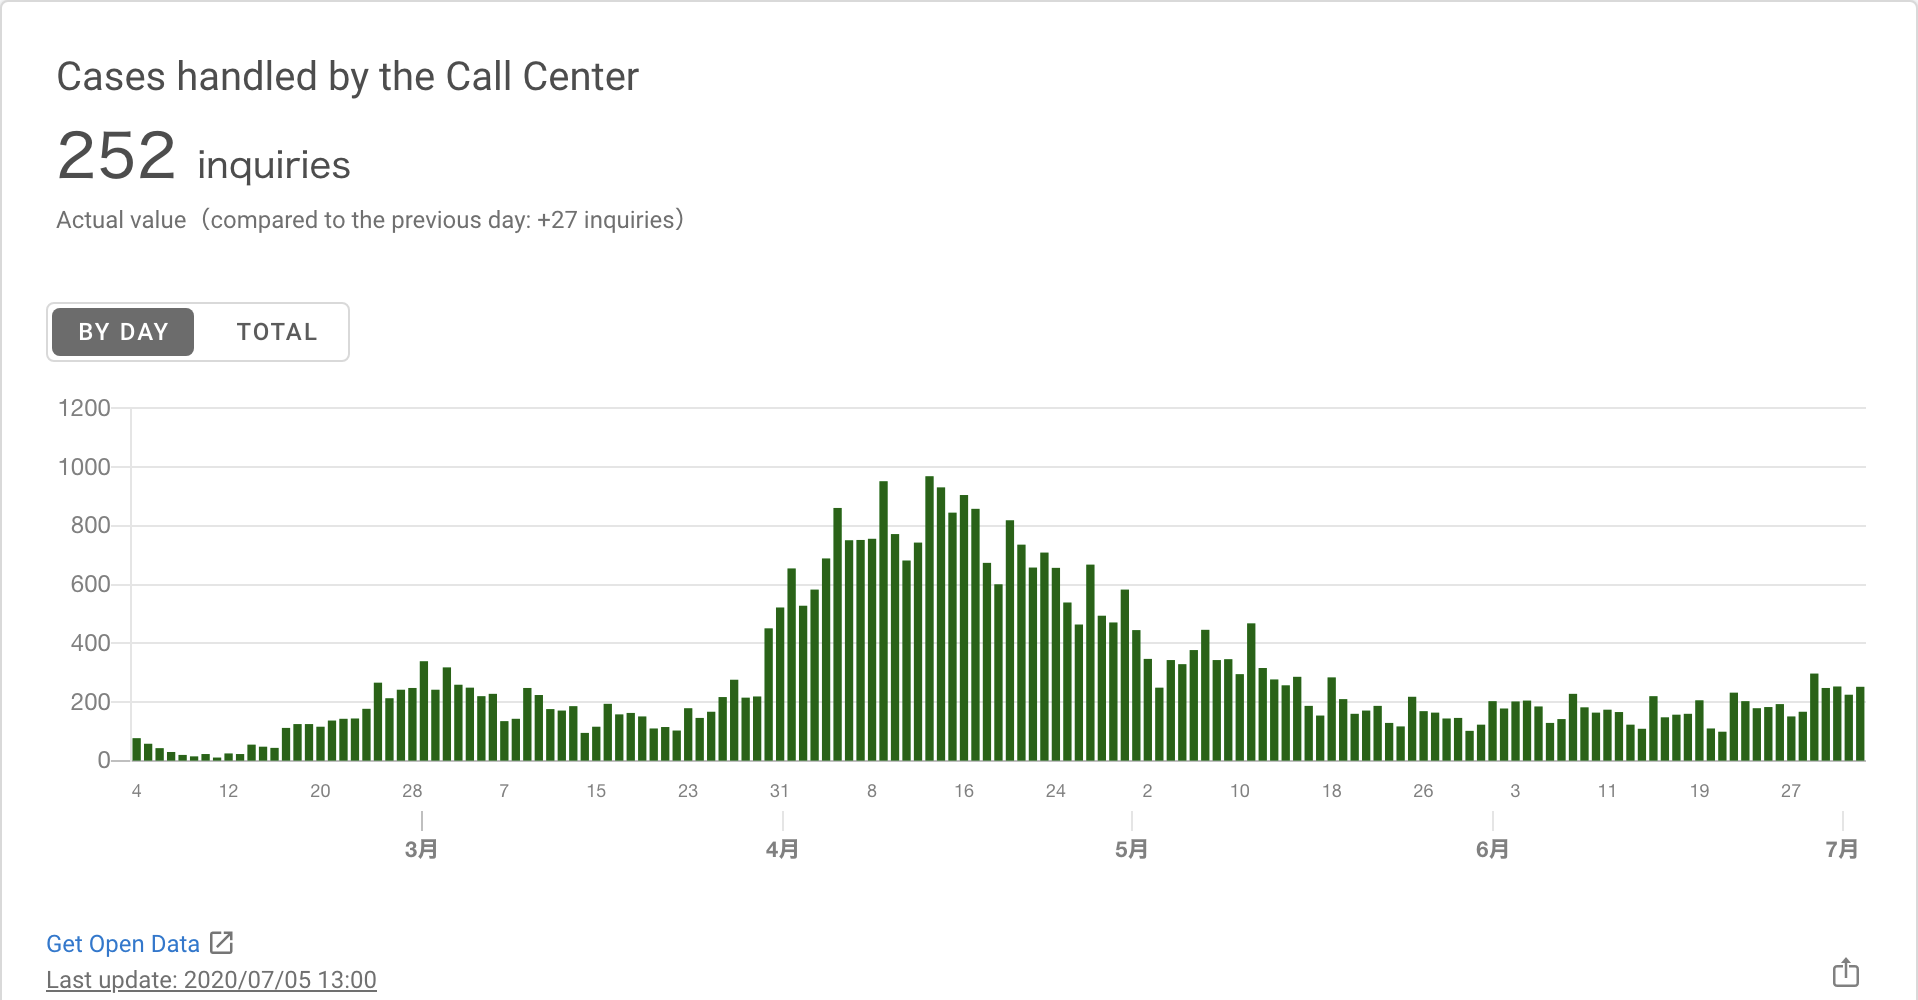 Cases handled by the Call Center
252 inquiries
Actual value（compared to the previous day: +27 inquiries）
BY DAY TOTAL
1200
1000
800
600
400
200
0
4 12 20 28 7 15 23 31 8 16 24 2 10 18 26 3 11 19 27
3月 4月 5月 6月 7月
Get Open Data
Last update: 2020/07/05 13:00